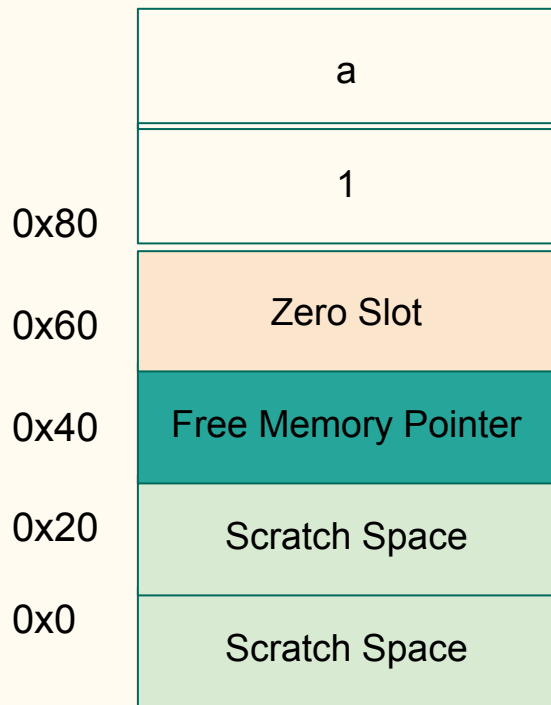 a
1
0x80
Zero Slot
0x60
Free Memory Pointer
0x40
0x20
Scratch Space
0x0
Scratch Space